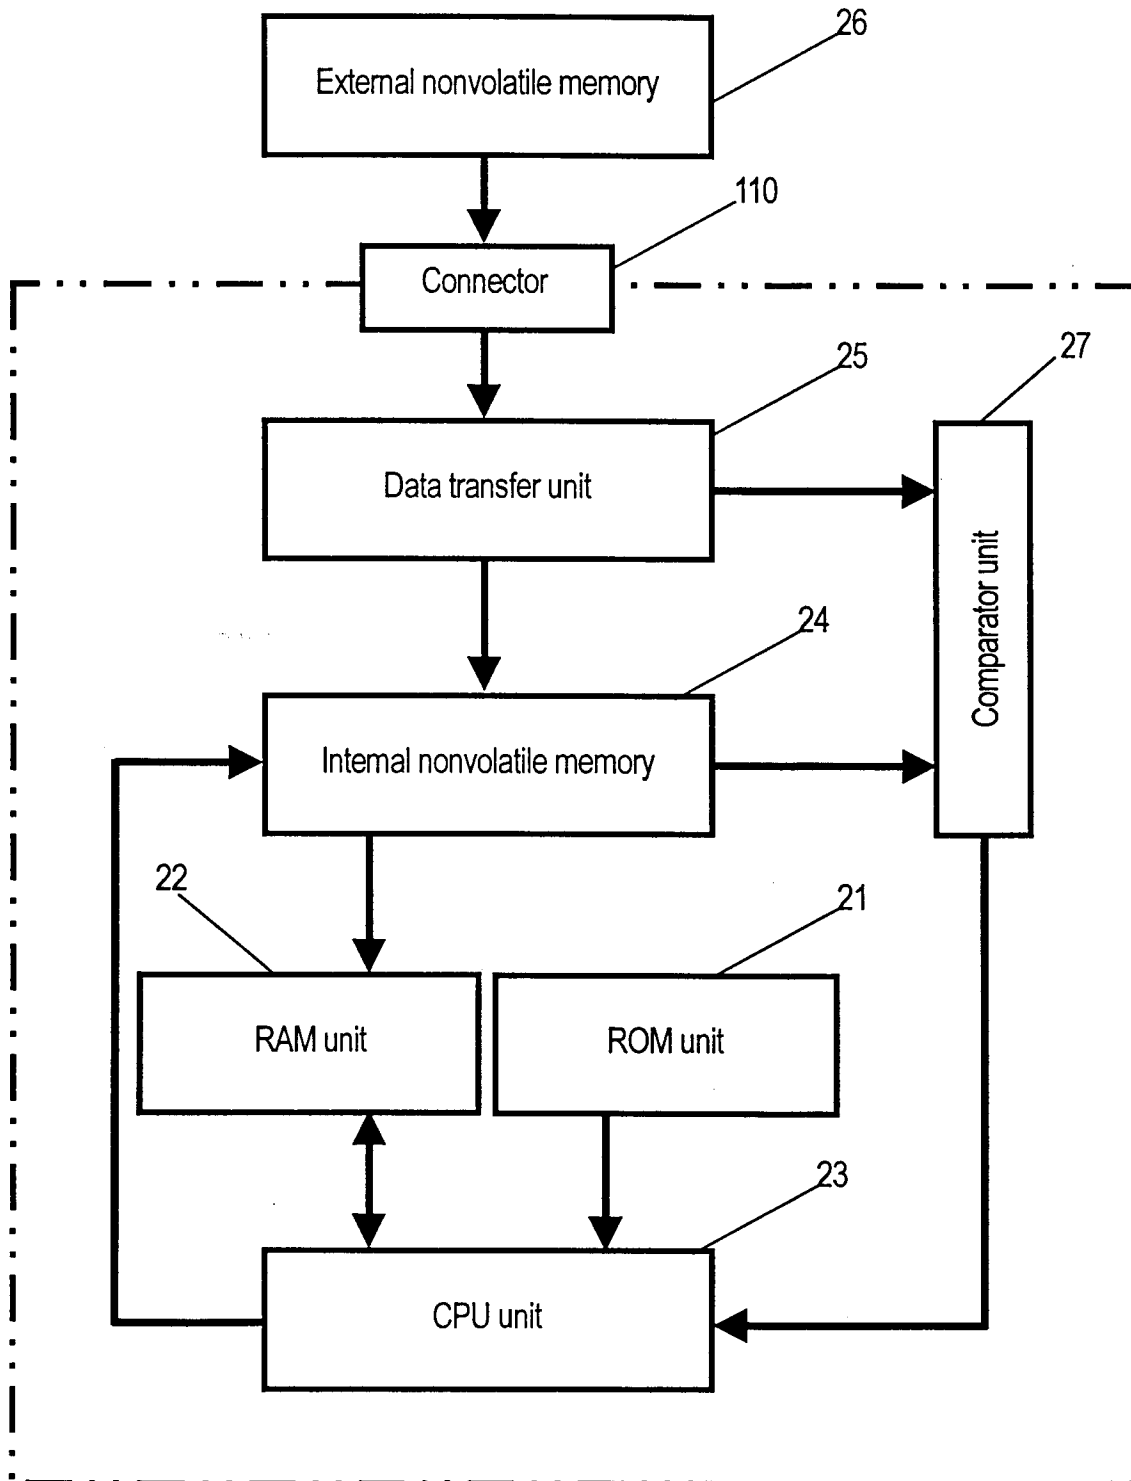 26
External nonvolatile memory
110
Connector
25
27
Data transfer unit
Comparator unit
24
Internal nonvolatile memory
22
21
RAM unit
ROM unit
23
CPU unit